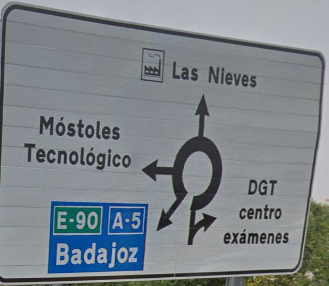 Las Nieves
Móstoles
Tecnológico
DGT
centro
exámenes
E-90 A-5
Badajoz